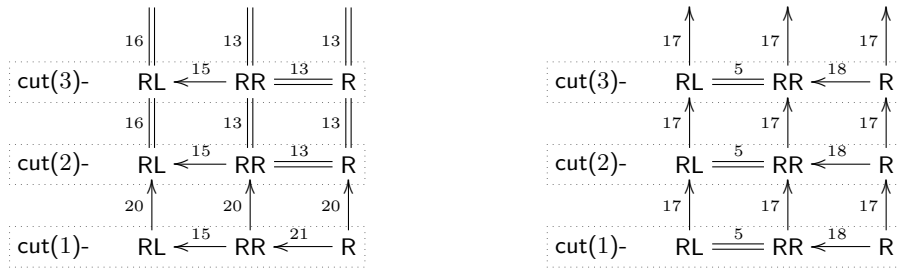 16 13 13 17 17 17
cut(3)- RL 15 RR 13 R cut(3)- RL 5 RR 18 R
16 13 13 17 17 17
cut(2)- RL 15 RR 13 R cut(2)- RL 5 RR 18 R
20 20 20 17 17 17
cut(1)- RL 15 RR 21 R cut(1)- RL 5 RR 18 R